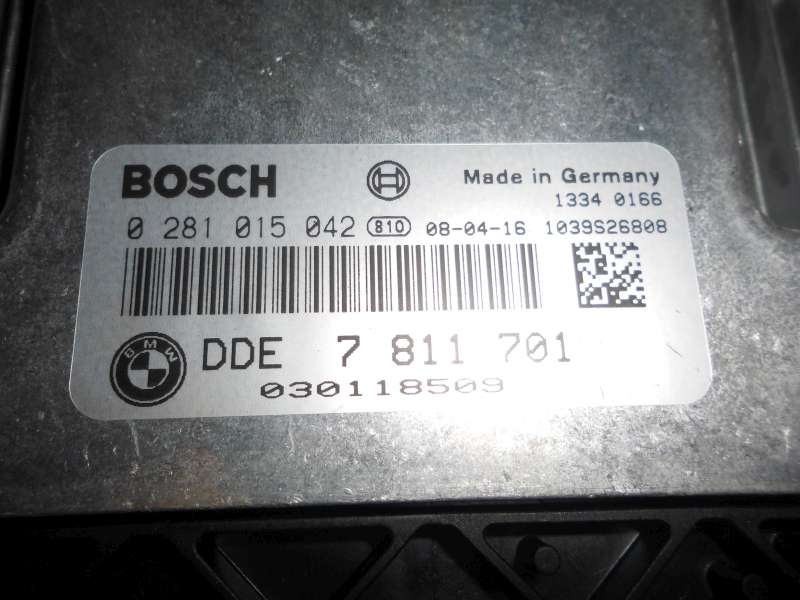 BOSCH
Made in Germany
1334 0166
0 281 015 042 810 08-04-16 1039S26808
BMW
DDE 7 811 701
030118509